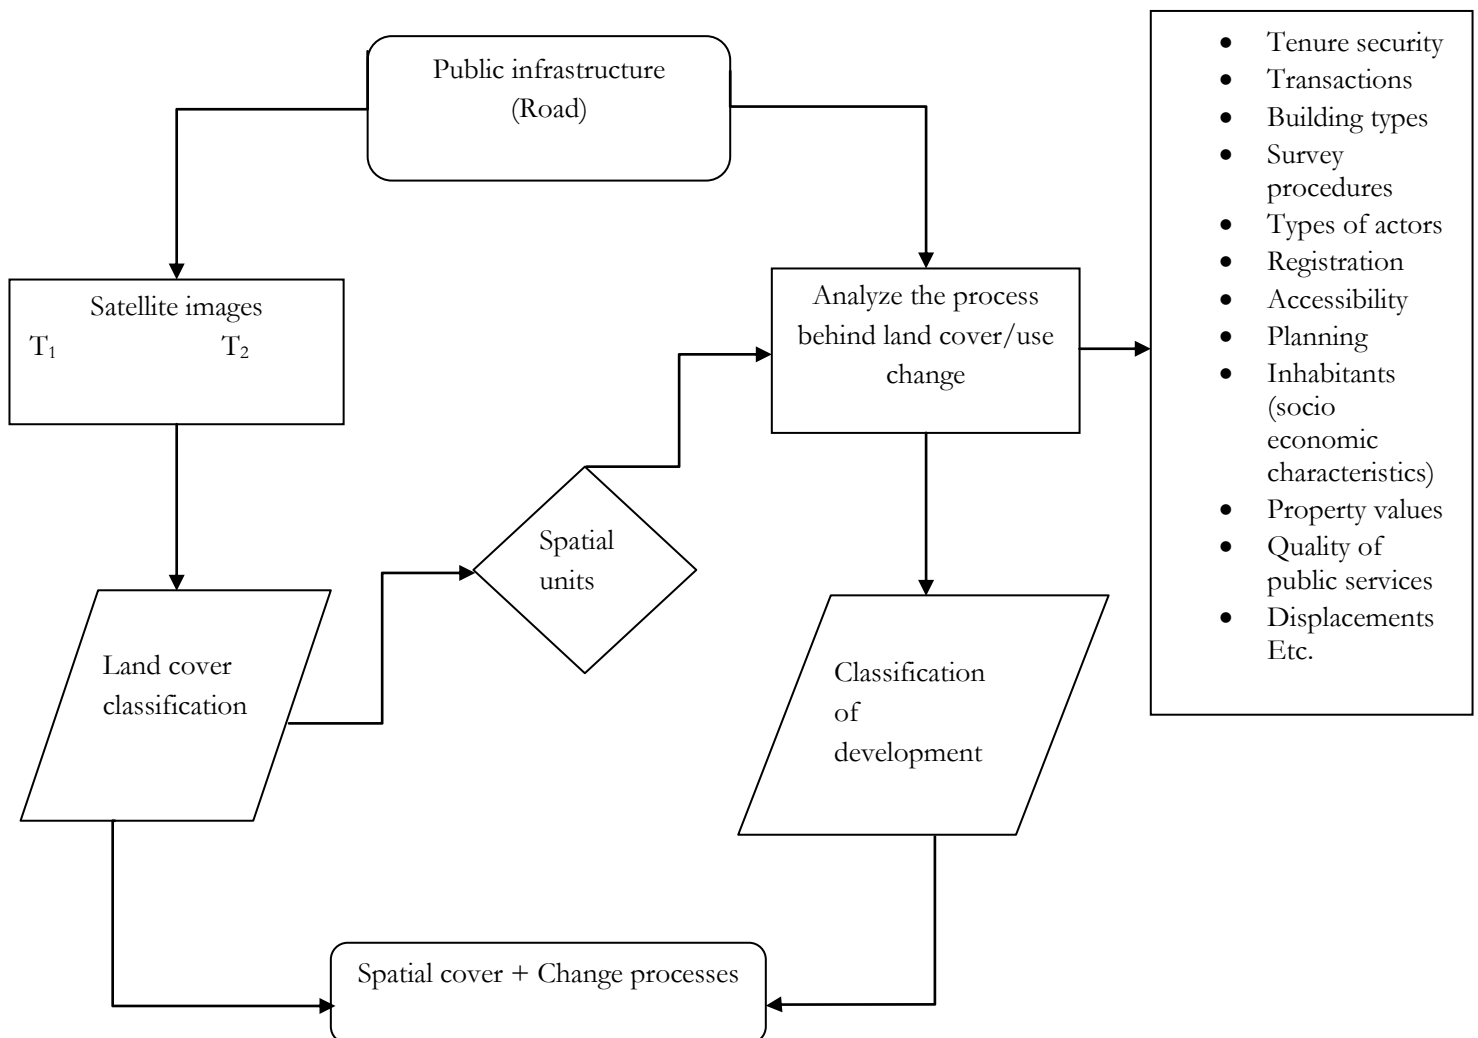 Public infrastructure
(Road)
Satellite images
T₁ T₂
Analyze the process
behind land cover/use
change
• Tenure security
• Transactions
• Building types
• Survey
procedures
• Types of actors
• Registration
• Accessibility
• Planning
• Inhabitants
(socio
economic
characteristics)
• Property values
• Quality of
public services
• Displacements
Etc.
Spatial
units
Land cover
classification
Classification
of
development
Spatial cover + Change processes